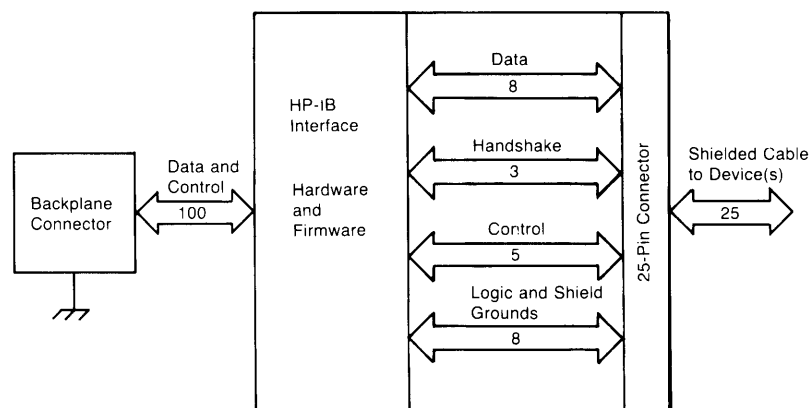 Data
8
HP-IB
Interface
Handshake
3
Data and
Control
100
Backplane
Connector
Hardware
and
Firmware
Control
5
Logic and Shield
Grounds
8
25-Pin Connector
Shielded Cable
to Device(s)
25